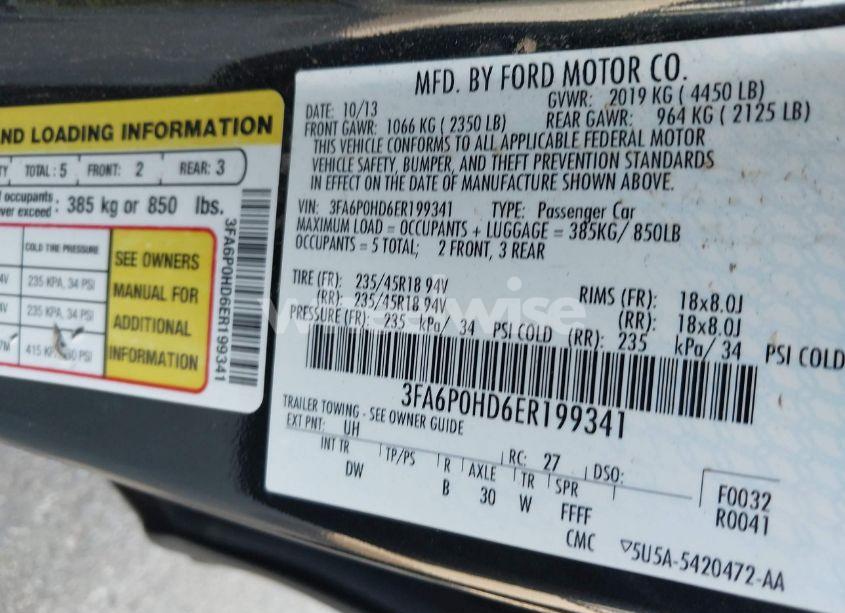 AND LOADING INFORMATION
TOTAL: 5 FRONT: 2 REAR: 3
occupants
exceed: 385 kg or 850 lbs.
COLD TIRE PRESSURE
235 KPA, 34 PSI
235 KPA, 34 PSI
SEE OWNERS
MANUAL FOR
ADDITIONAL
INFORMATION
3FA6P0HD6ER199341
MFD. BY FORD MOTOR CO.
DATE: 10/13 GVWR: 2019 KG ( 4450 LB)
FRONT GAWR: 1066 KG ( 2350 LB) REAR GAWR: 964 KG ( 2125 LB)
THIS VEHICLE CONFORMS TO ALL APPLICABLE FEDERAL MOTOR
VEHICLE SAFETY, BUMPER, AND THEFT PREVENTION STANDARDS
IN EFFECT ON THE DATE OF MANUFACTURE SHOWN ABOVE.
VIN: 3FA6P0HD6ER199341 TYPE: Passenger Car
MAXIMUM LOAD = OCCUPANTS + LUGGAGE = 385KG/ 850LB
OCCUPANTS = 5 TOTAL; 2 FRONT, 3 REAR
TIRE (FR): 235/45R18 94V RIMS (FR): 18x8.0J
(RR): 235/45R18 94V (RR): 18x8.0J
PRESSURE (FR): 235 kPa/ 34 PSI COLD (RR): 235 kPa/ 34 PSI COLD
3FA6P0HD6ER199341
TRAILER TOWING - SEE OWNER GUIDE
EXT PNT: UH RC: 27 DSO:
INT TR TP/PS R AXLE TR SPR F0032
DW B 30 W FFFF R0041
CMC ▽5U5A-5420472-AA